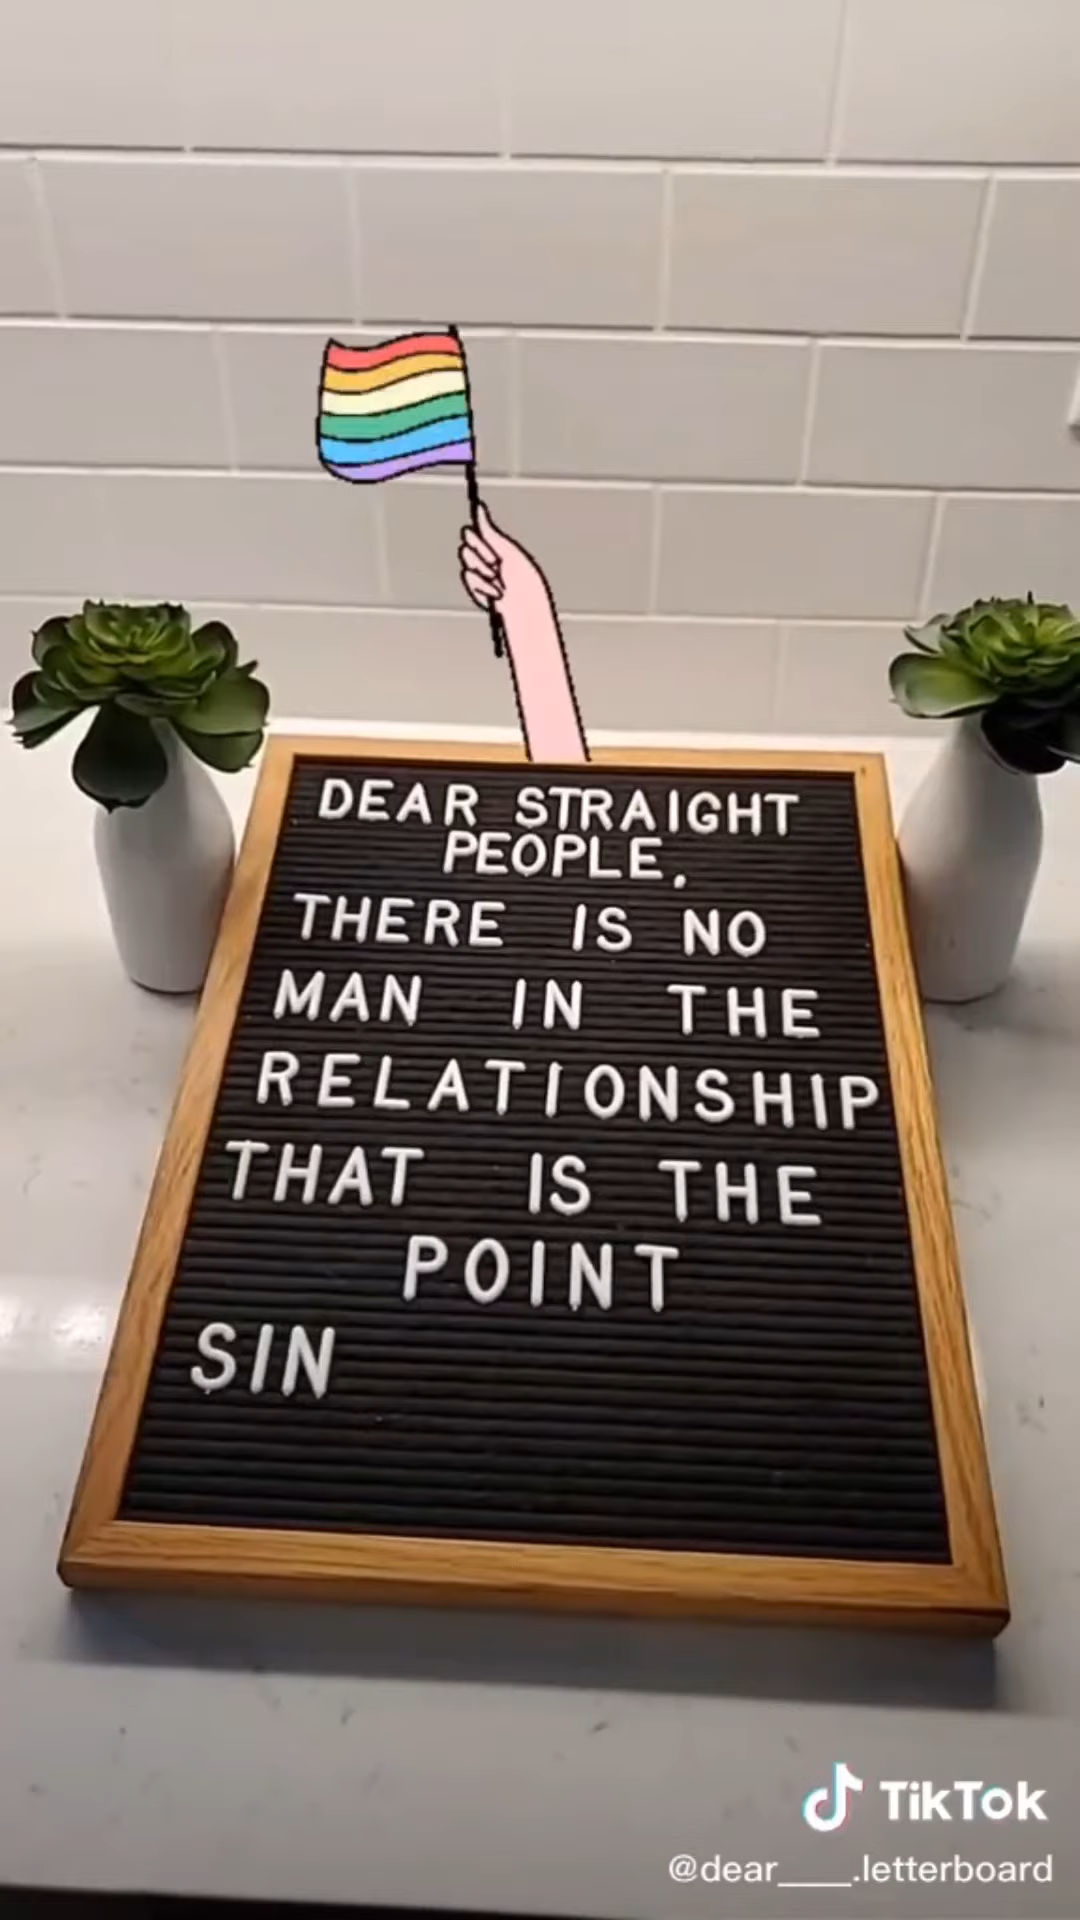 DEAR STRAIGHT
PEOPLE,
THERE IS NO
MAN IN THE
RELATIONSHIP
THAT IS THE
POINT
SIN
TikTok
@dear____.letterboard